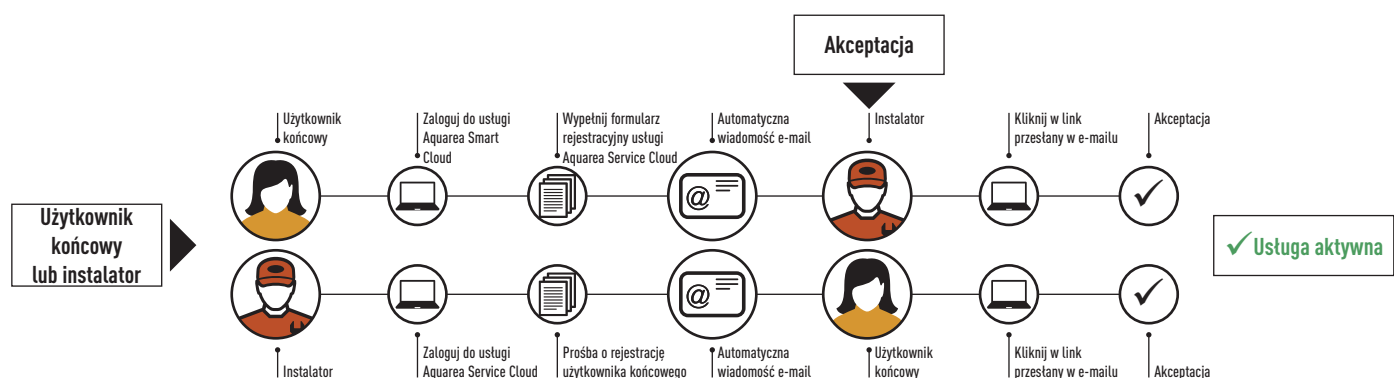 Akceptacja
Użytkownik
końcowy
Zaloguj do usługi
Aquarea Smart
Cloud
Wypełnij formularz
rejestracyjny usługi
Aquarea Service Cloud
Automatyczna
wiadomość e-mail
Instalator
Kliknij w link
przesłany w e-mailu
Akceptacja
@
Użytkownik
końcowy
lub instalator
Usługa aktywna
@
Instalator
Zaloguj do usługi
Aquarea Service Cloud
Prośba o rejestrację
użytkownika końcowego
Automatyczna
wiadomość e-mail
Użytkownik
końcowy
Kliknij w link
przesłany w e-mailu
Akceptacja